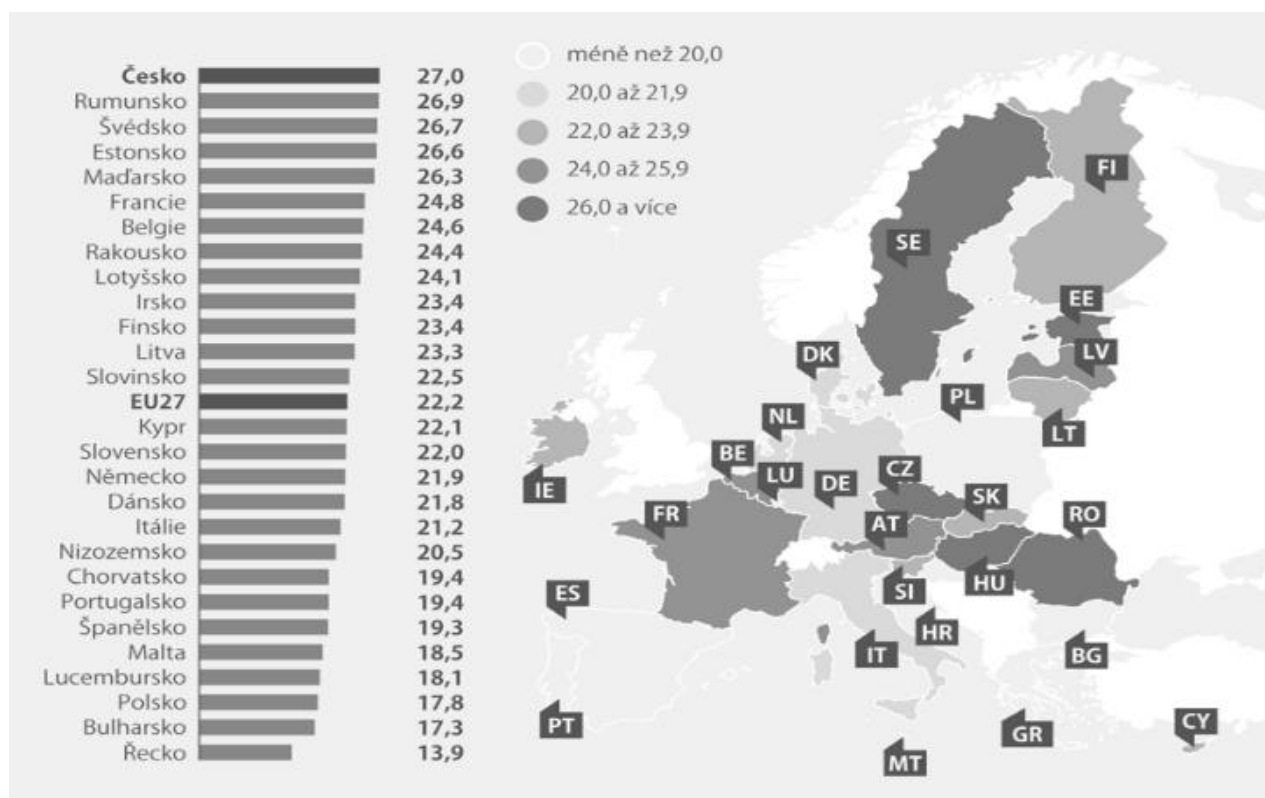 Česko 27,0
Rumunsko 26,9
Švédsko 26,7
Estonsko 26,6
Maďarsko 26,3
Francie 24,8
Belgie 24,6
Rakousko 24,4
Lotyšsko 24,1
Irsko 23,4
Finsko 23,4
Litva 23,3
Slovinsko 22,5
EU27 22,2
Kypr 22,1
Slovensko 22,0
Německo 21,9
Dánsko 21,8
Itálie 21,2
Nizozemsko 20,5
Chorvatsko 19,4
Portugalsko 19,4
Španělsko 19,3
Malta 18,5
Lucembursko 18,1
Polsko 17,8
Bulharsko 17,3
Řecko 13,9
méně než 20,0
20,0 až 21,9
22,0 až 23,9
24,0 až 25,9
26,0 a více
FI
SE
EE
DK
LV
PL
NL
LT
BE
LU
CZ
IE
DE
SK
FR
AT
RO
ES
SI
HU
HR
IT
BG
PT
GR
CY
MT